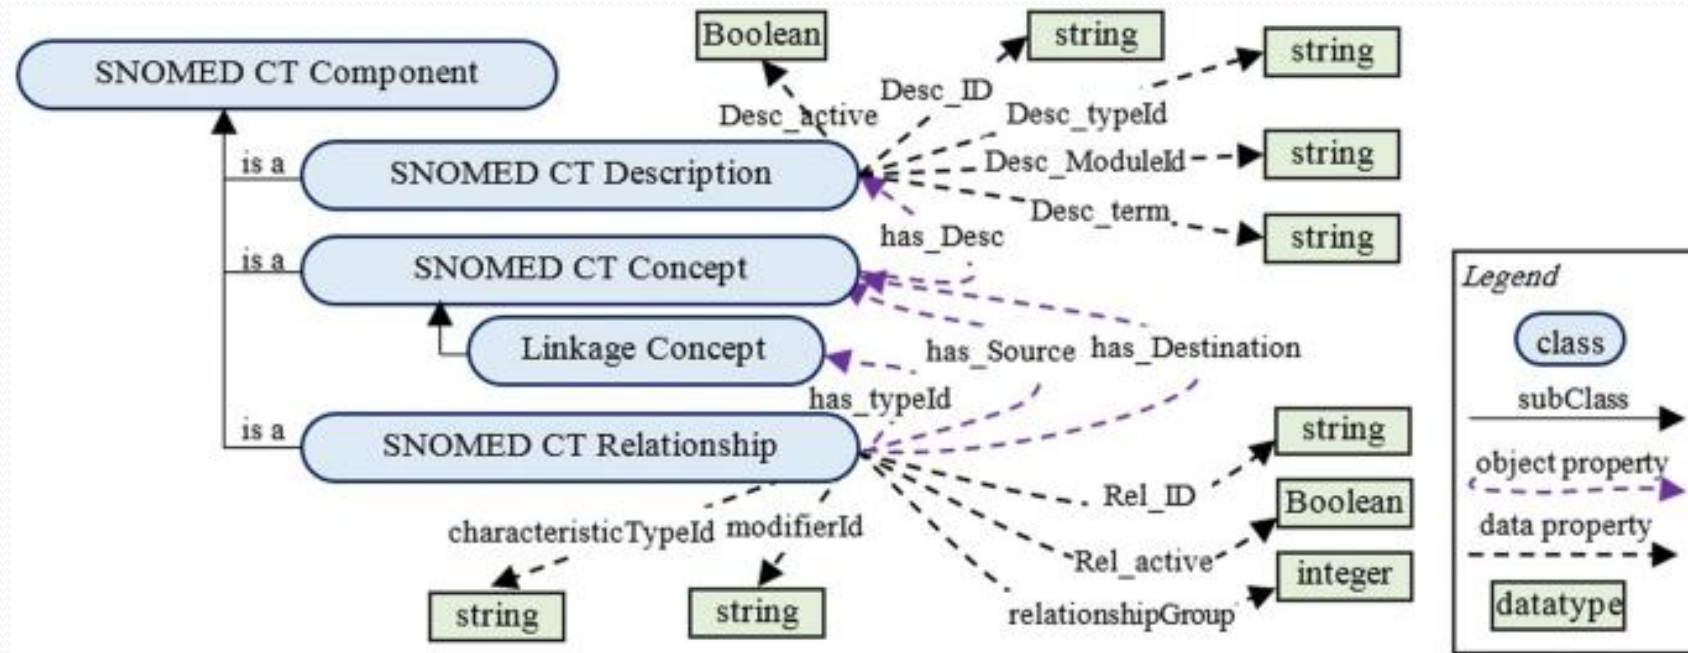 Boolean
string
string
SNOMED CT Component
Desc_ID
Desc_active
Desc_typeId
is a
SNOMED CT Description
Desc_ModuleId
string
Desc_term
string
has_Desc
is a
SNOMED CT Concept
Legend
class
Linkage Concept
has_Source
has_Destination
has_typeId
subClass
is a
SNOMED CT Relationship
string
object property
Rel_ID
Boolean
characteristicTypeId
modifierId
data property
Rel_active
integer
string
string
relationshipGroup
datatype